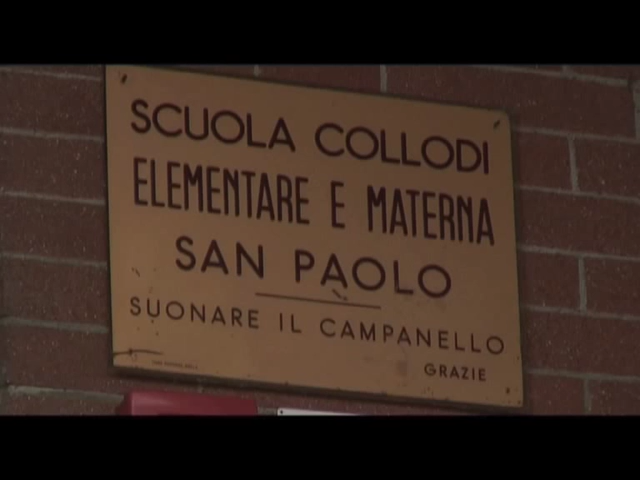 SCUOLA COLLODI
ELEMENTARE E MATERNA
SAN PAOLO
SUONARE IL CAMPANELLO
GRAZIE